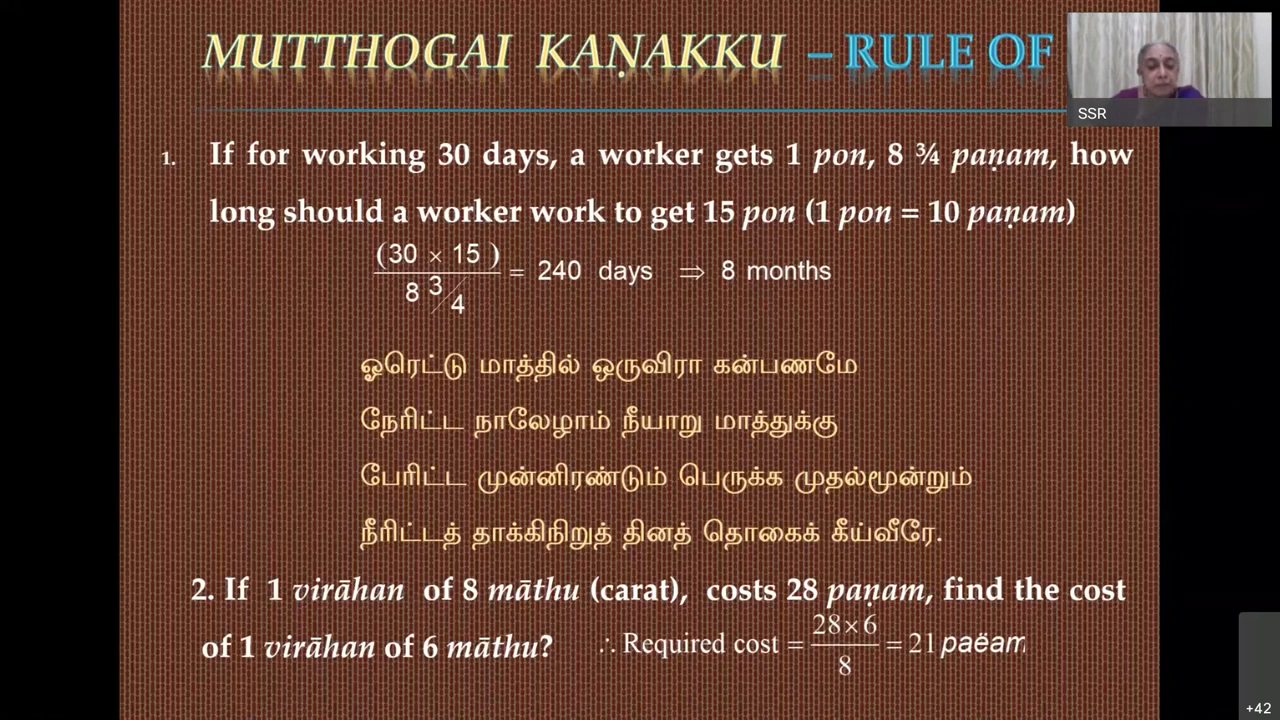 MUTTHOGAI KAṆAKKU – RULE OF
SSR
1. If for working 30 days, a worker gets 1 pon, 8 ¾ paṇam, how
long should a worker work to get 15 pon (1 pon = 10 paṇam)
(30 × 15 )
= 240 days ⇒ 8 months
8 3/4
ஓரெட்டு மாத்தில் ஒருவிரா கன்பணமே
நேரிட்ட நாலேழாம் நீயாறு மாத்துக்கு
பேரிட்ட முன்னிரண்டும் பெருக்க முதல்மூன்றும்
நீரிட்டத் தாக்கிநிறுத் தினத் தொகைக் கீய்வீரே.
2. If 1 virāhan of 8 māthu (carat), costs 28 paṇam, find the cost
of 1 virāhan of 6 māthu?
28×6
∴ Required cost = = 21 paëam
8
+42